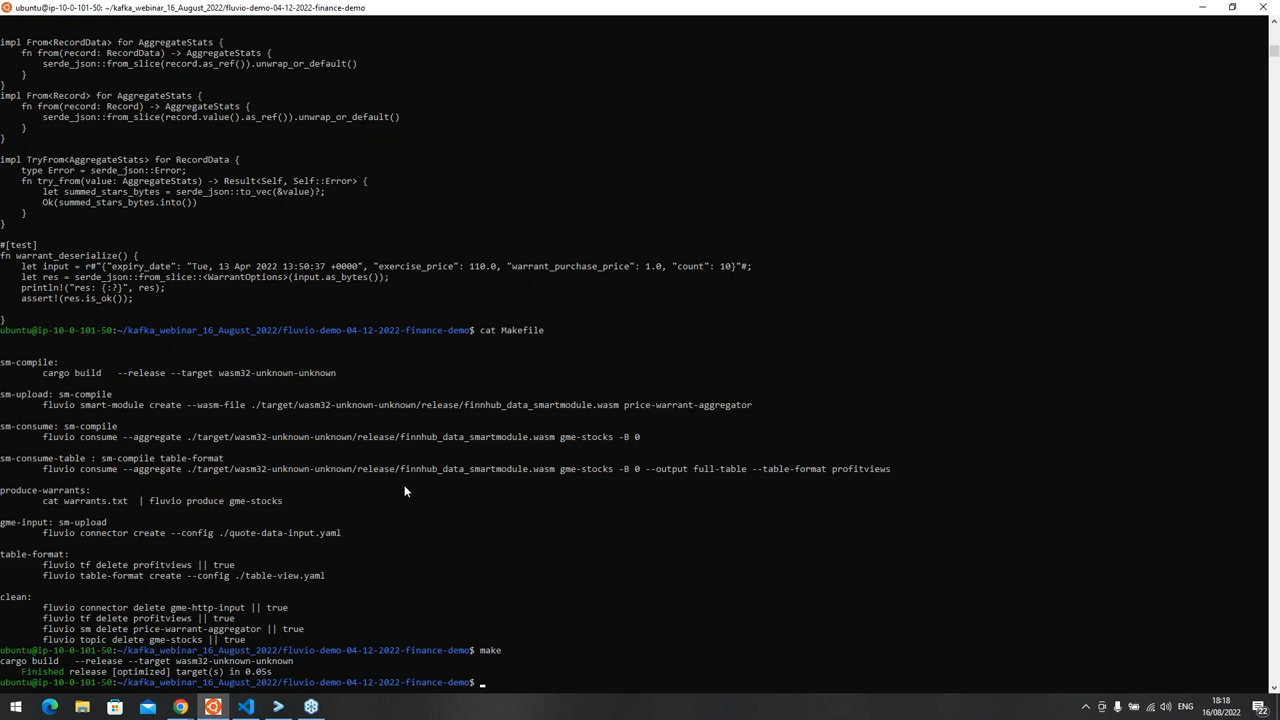 ubuntu@ip-10-0-101-50: ~/kafka_webinar_16_August_2022/fluvio-demo-04-12-2022-finance-demo
impl From<RecordData> for AggregateStats {
    fn from(record: RecordData) -> AggregateStats {
        serde_json::from_slice(record.as_ref()).unwrap_or_default()
    }
}
impl From<Record> for AggregateStats {
    fn from(record: Record) -> AggregateStats {
        serde_json::from_slice(record.value().as_ref()).unwrap_or_default()
    }
}
impl TryFrom<AggregateStats> for RecordData {
    type Error = serde_json::Error;
    fn try_from(value: AggregateStats) -> Result<Self, Self::Error> {
        let summed_stars_bytes = serde_json::to_vec(&value)?;
        Ok(summed_stars_bytes.into())
    }
}
#[test]
fn warrant_deserialize() {
    let input = r#"{"expiry_date": "Tue, 13 Apr 2022 13:50:37 +0000", "exercise_price": 110.0, "warrant_purchase_price": 1.0, "count": 10}"#;
    let res = serde_json::from_slice::<WarrantOptions>(input.as_bytes());
    println!("res: {:?}", res);
    assert!(res.is_ok());
}
ubuntu@ip-10-0-101-50:~/kafka_webinar_16_August_2022/fluvio-demo-04-12-2022-finance-demo$ cat Makefile
sm-compile:
        cargo build   --release --target wasm32-unknown-unknown
sm-upload: sm-compile
        fluvio smart-module create --wasm-file ./target/wasm32-unknown-unknown/release/finnhub_data_smartmodule.wasm price-warrant-aggregator
sm-consume: sm-compile
        fluvio consume --aggregate ./target/wasm32-unknown-unknown/release/finnhub_data_smartmodule.wasm gme-stocks -B 0
sm-consume-table : sm-compile table-format
        fluvio consume --aggregate ./target/wasm32-unknown-unknown/release/finnhub_data_smartmodule.wasm gme-stocks -B 0 --output full-table --table-format profitviews
produce-warrants:
        cat warrants.txt  | fluvio produce gme-stocks
gme-input: sm-upload
        fluvio connector create --config ./quote-data-input.yaml
table-format:
        fluvio tf delete profitviews || true
        fluvio table-format create --config ./table-view.yaml
clean:
        fluvio connector delete gme-http-input || true
        fluvio tf delete profitviews || true
        fluvio sm delete price-warrant-aggregator || true
        fluvio topic delete gme-stocks || true
ubuntu@ip-10-0-101-50:~/kafka_webinar_16_August_2022/fluvio-demo-04-12-2022-finance-demo$ make
cargo build   --release --target wasm32-unknown-unknown
    Finished release [optimized] target(s) in 0.05s
ubuntu@ip-10-0-101-50:~/kafka_webinar_16_August_2022/fluvio-demo-04-12-2022-finance-demo$ _
ENG
18:18
16/08/2022
22